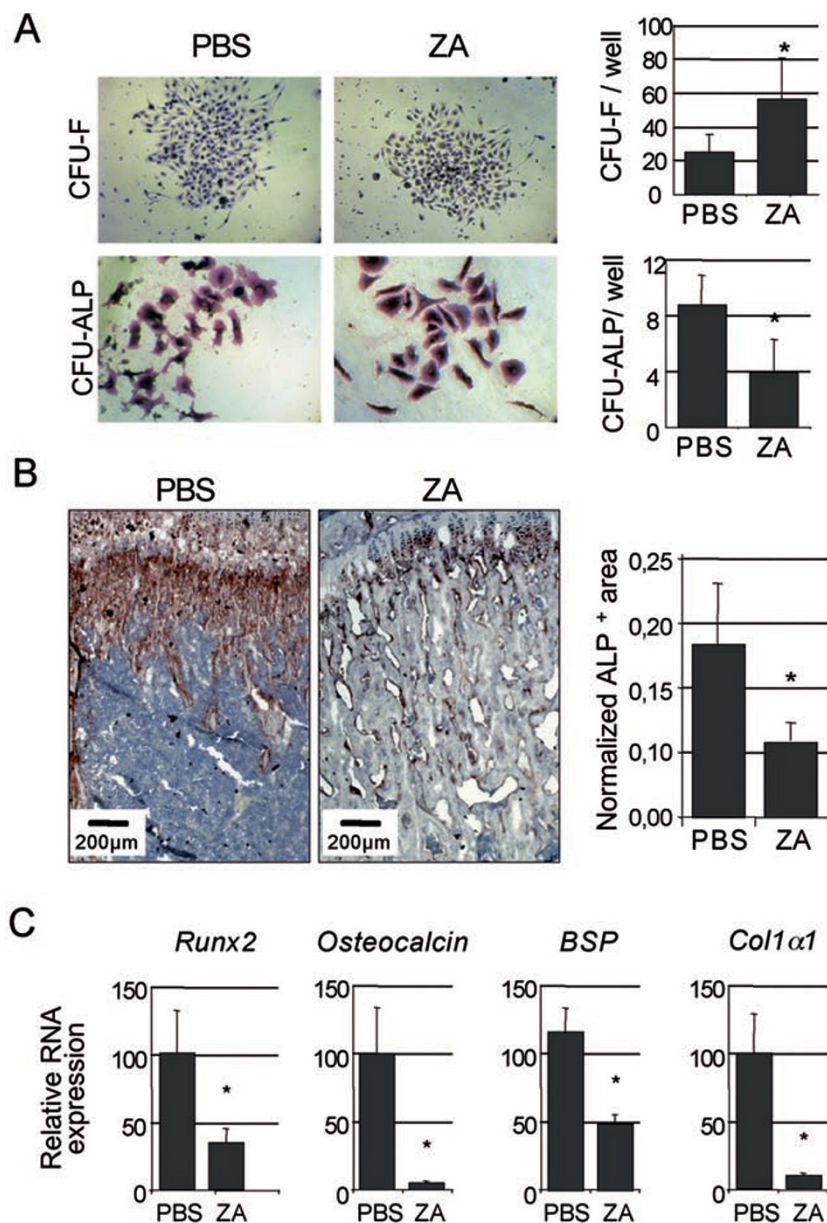 A
PBS
ZA
CFU-F
CFU-ALP
CFU-F / well
100
80
60
40
20
0
*
PBS ZA
CFU-ALP/ well
12
8
4
0
*
PBS ZA
B
PBS
ZA
200µm
200µm
Normalized ALP + area
0,25
0,20
0,15
0,10
0,00
*
PBS ZA
C
Relative RNA
expression
Runx2
150
100
50
0
*
PBS ZA
Osteocalcin
150
100
50
0
*
PBS ZA
BSP
150
100
50
0
*
PBS ZA
Col1α1
150
100
50
0
*
PBS ZA